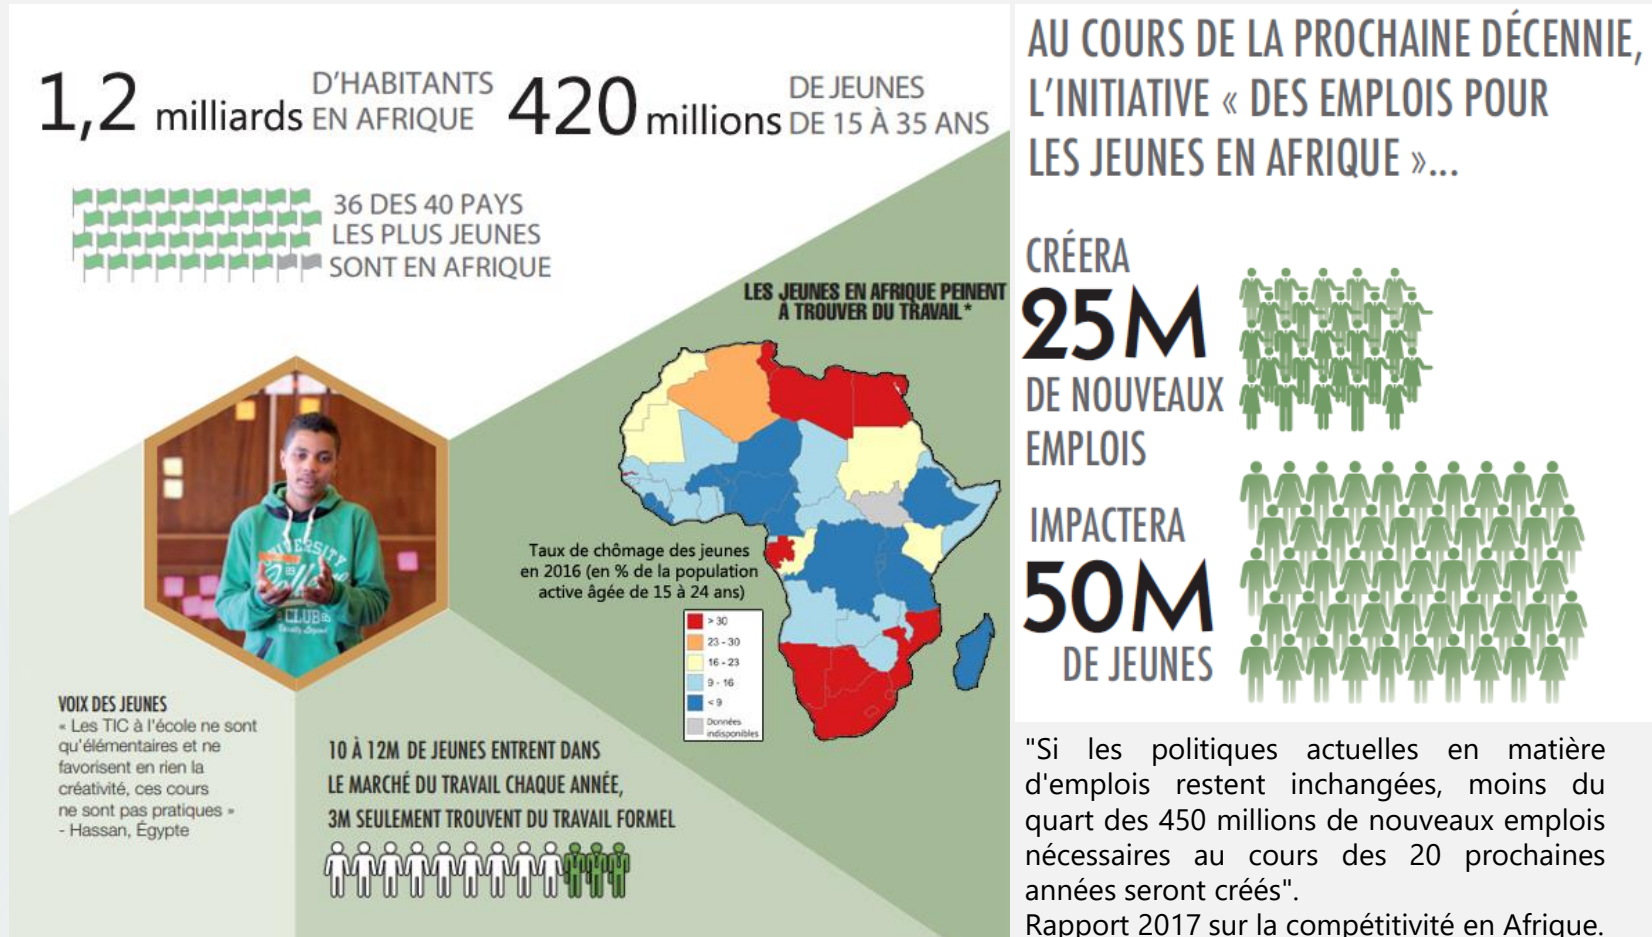 1,2 milliards D'HABITANTS EN AFRIQUE
420 millions DE JEUNES DE 15 À 35 ANS
36 DES 40 PAYS
LES PLUS JEUNES
SONT EN AFRIQUE
LES JEUNES EN AFRIQUE PEINENT
À TROUVER DU TRAVAIL*
Taux de chômage des jeunes
en 2016 (en % de la population
active âgée de 15 à 24 ans)
> 30
23 - 30
16 - 23
9 - 16
< 9
Données
indisponibles
UNIVERSITY
College
CLUB
VOIX DES JEUNES
« Les TIC à l'école ne sont
qu'élémentaires et ne
favorisent en rien la
créativité, ces cours
ne sont pas pratiques »
- Hassan, Égypte
10 À 12M DE JEUNES ENTRENT DANS
LE MARCHÉ DU TRAVAIL CHAQUE ANNÉE,
3M SEULEMENT TROUVENT DU TRAVAIL FORMEL
AU COURS DE LA PROCHAINE DÉCENNIE,
L'INITIATIVE « DES EMPLOIS POUR
LES JEUNES EN AFRIQUE »...
CRÉERA
25M
DE NOUVEAUX
EMPLOIS
IMPACTERA
50M
DE JEUNES
"Si les politiques actuelles en matière
d'emplois restent inchangées, moins du
quart des 450 millions de nouveaux emplois
nécessaires au cours des 20 prochaines
années seront créés".
Rapport 2017 sur la compétitivité en Afrique.